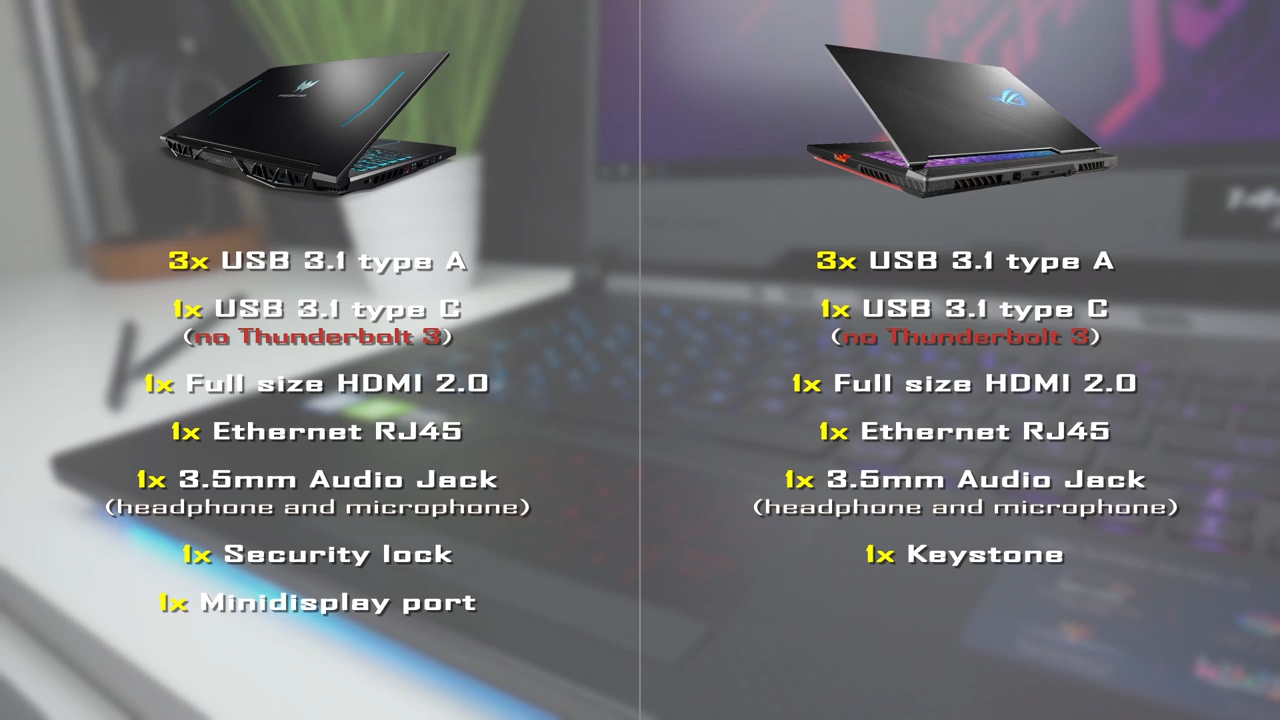 PREDATOR
3x USB 3.1 type A
1x USB 3.1 type C
(no Thunderbolt 3)
1x Full size HDMI 2.0
1x Ethernet RJ45
1x 3.5mm Audio Jack
(headphone and microphone)
1x Security lock
1x Minidisplay port
3x USB 3.1 type A
1x USB 3.1 type C
(no Thunderbolt 3)
1x Full size HDMI 2.0
1x Ethernet RJ45
1x 3.5mm Audio Jack
(headphone and microphone)
1x Keystone